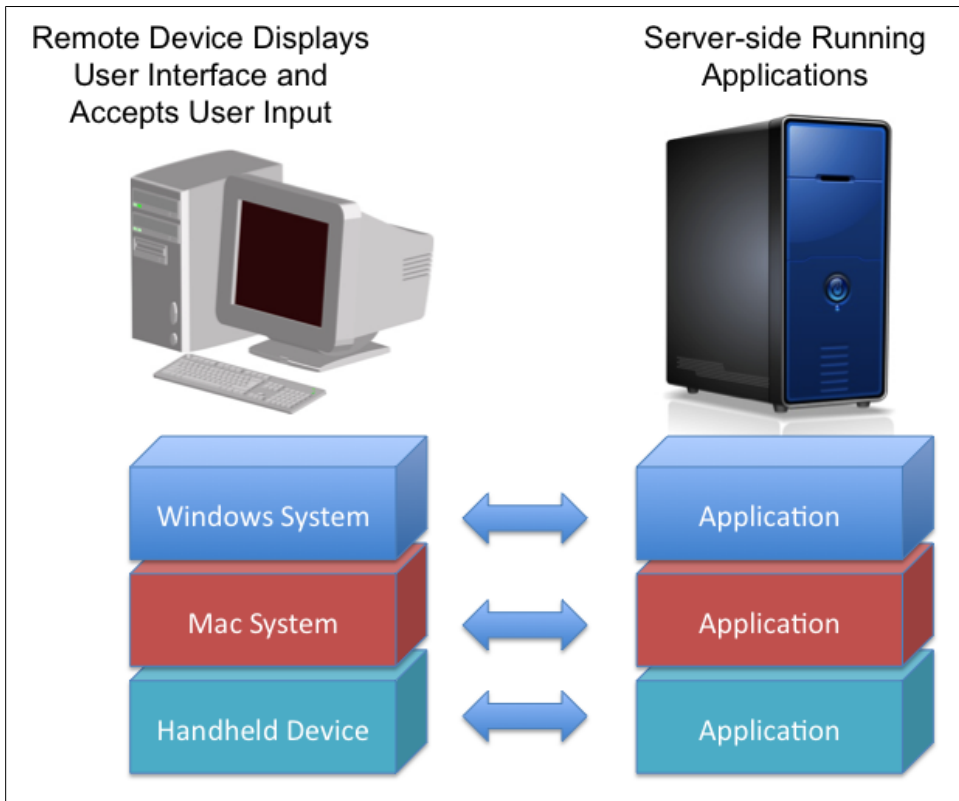 Remote Device Displays
User Interface and
Accepts User Input
Server-side Running
Applications
Windows System
Application
Mac System
Application
Handheld Device
Application